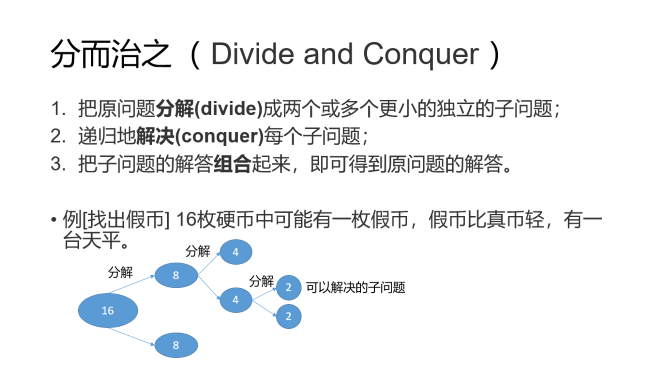 分而治之（Divide and Conquer）
1. 把原问题分解(divide)成两个或多个更小的独立的子问题；
2. 递归地解决(conquer)每个子问题；
3. 把子问题的解答组合起来，即可得到原问题的解答。
• 例[找出假币] 16枚硬币中可能有一枚假币，假币比真币轻，有一
台天平。
分解
4
分解
8
分解
2
可以解决的子问题
4
16
2
8